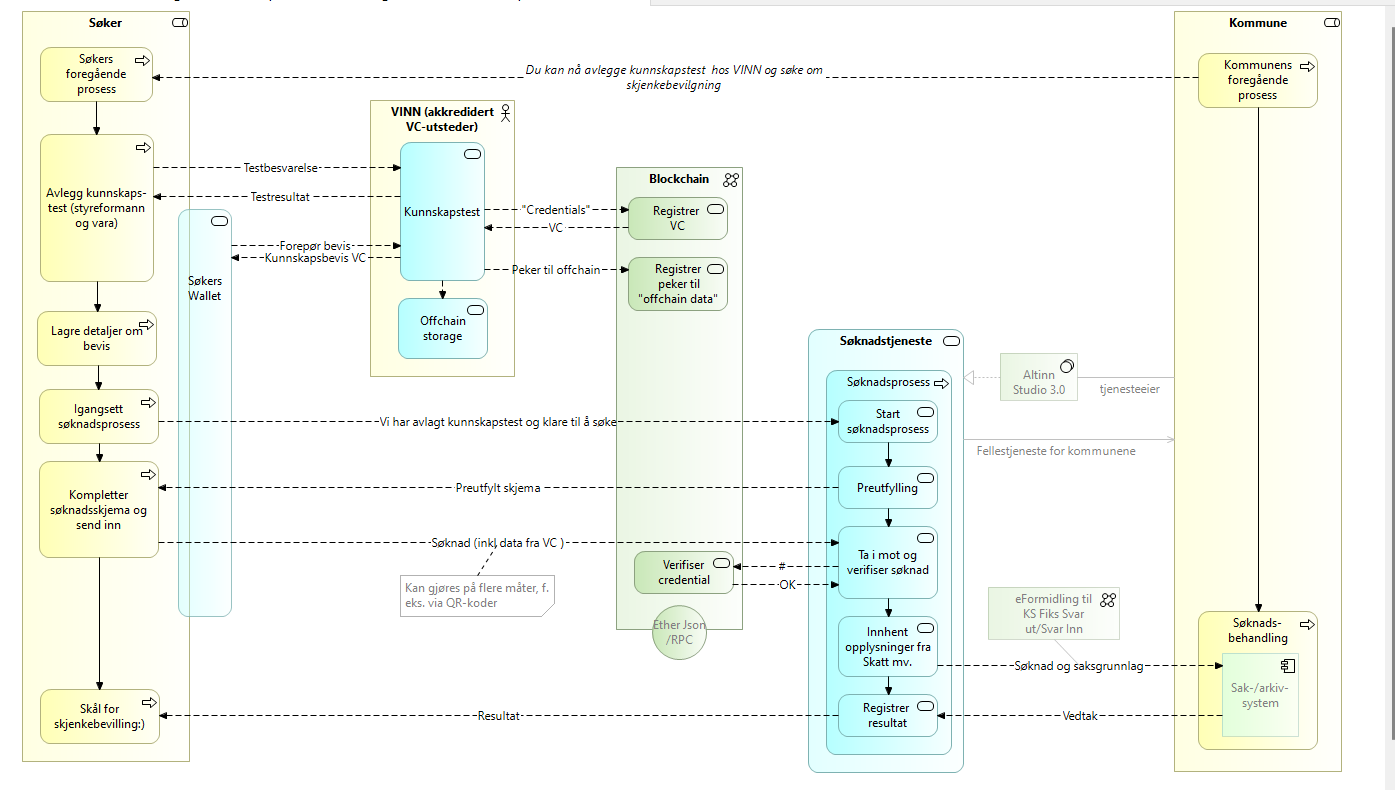 Søker
Søkers
foregående
prosess
Avlegg kunnskaps-
test (styreformann
og vara)
Lagre detaljer om
bevis
Igangsett
søknadsprosess
Kompletter
søknadsskjema og
send inn
Skål for
skjenkebevilling:)
Søkers
Wallet
Du kan nå avlegge kunnskapstest  hos VINN og søke om
skjenkebevilgning
VINN (akkredidert
VC-utsteder)
Testbesvarelse
Testresultat
Kunnskapstest
Forepør bevis
Kunnskapsbevis VC
Offchain
storage
"Credentials"
VC
Peker til offchain
Blockchain
Registrer
VC
Registrer
peker til
"offchain data"
Vi har avlagt kunnskapstest og klare til å søke
Preutfylt skjema
Søknad (inkl data fra VC )
Kan gjøres på flere måter, f.
eks. via QR-koder
Verifiser
credential
Ether Json
/RPC
#
OK
Resultat
Søknadstjeneste
Søknadsprosess
Start
søknadsprosess
Preutfylling
Ta i mot og
verifiser søknad
Innhent
opplysninger fra
Skatt mv.
Registrer
resultat
Altinn
Studio 3.0
tjenesteeier
Fellestjeneste for kommunene
eFormidling til
KS Fiks Svar
ut/Svar Inn
Søknad og saksgrunnlag
Vedtak
Kommune
Kommunens
foregående
prosess
Søknads-
behandling
Sak-/arkiv-
system